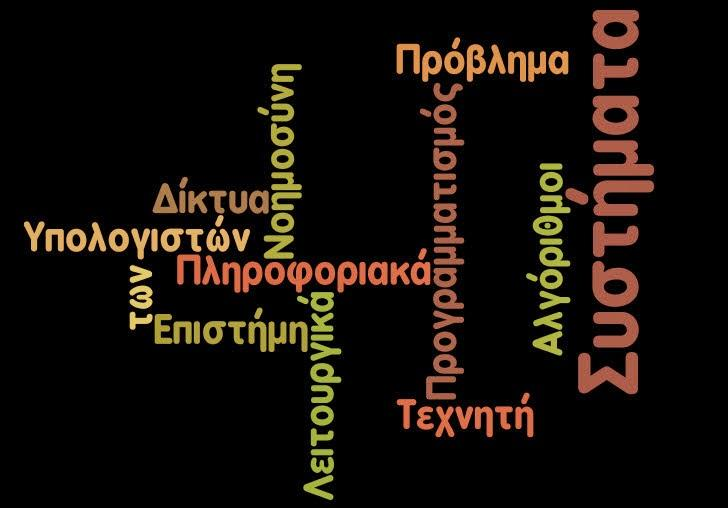 Πρόβλημα
Συστήματα
Νοημοσύνη
Προγραμματισμός
Αλγόριθμοι
Δίκτυα
Υπολογιστών
Πληροφοριακά
των
Επιστήμη
Λειτουργικά
Τεχνητή